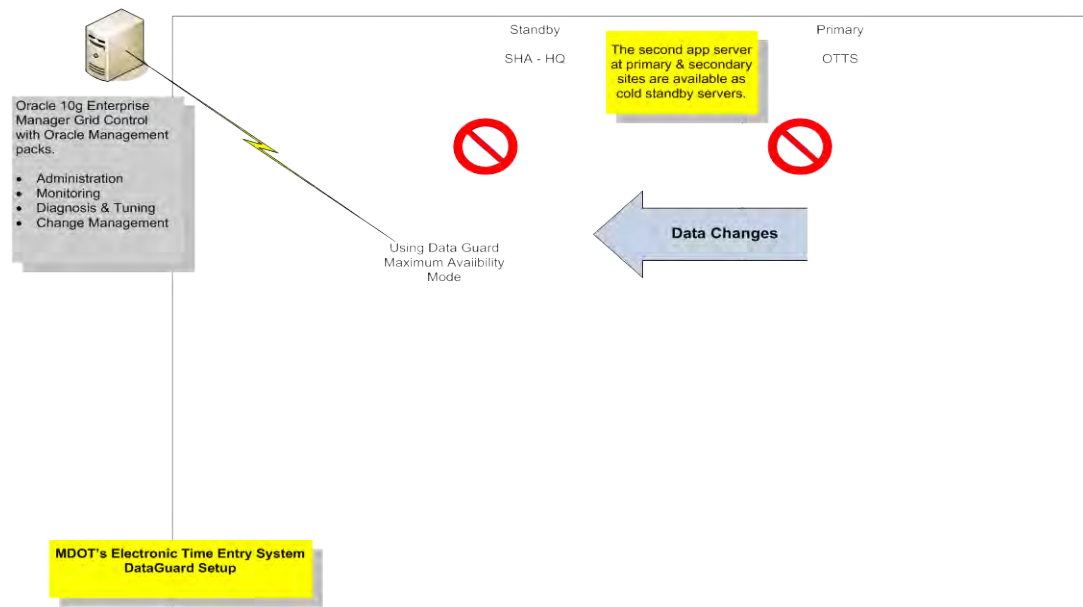 Standby
SHA - HQ
The second app server
at primary & secondary
sites are available as
cold standby servers.
Primary
OTTS
Oracle 10g Enterprise
Manager Grid Control
with Oracle Management
packs.
• Administration
• Monitoring
• Diagnosis & Tuning
• Change Management
Data Changes
Using Data Guard
Maximum Avaiibility
Mode
MDOT's Electronic Time Entry System
DataGuard Setup